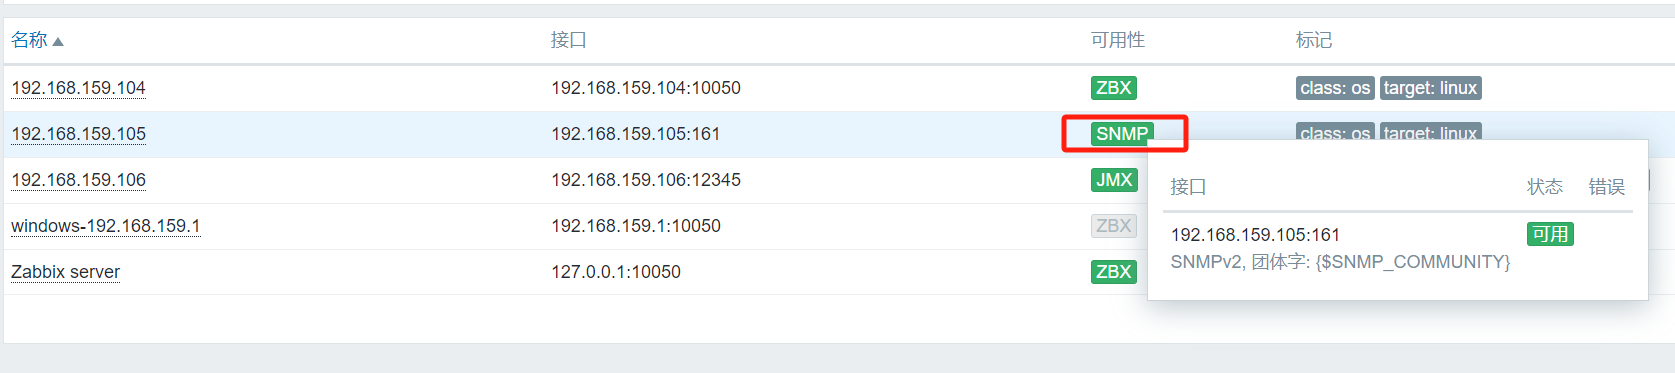 名称 接口 可用性 标记
192.168.159.104 192.168.159.104:10050 ZBX class: os target: linux
192.168.159.105 192.168.159.105:161 SNMP class: os target: linux
192.168.159.106 192.168.159.106:12345 JMX
windows-192.168.159.1 192.168.159.1:10050 ZBX
Zabbix server 127.0.0.1:10050 ZBX
接口 状态 错误
192.168.159.105:161 可用
SNMPv2, 团体字: {$SNMP_COMMUNITY}